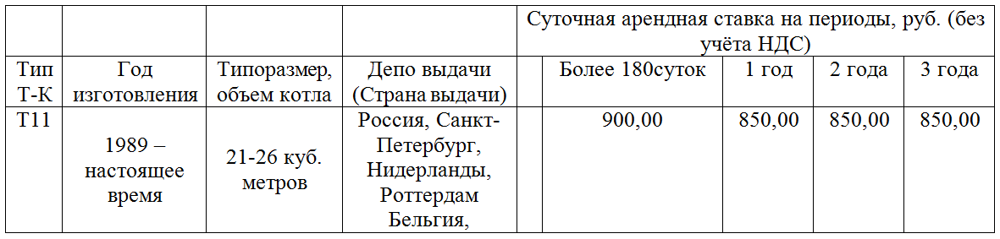 Суточная арендная ставка на периоды, руб. (без
учёта НДС)
Тип
Т-К
Год
изготовления
Типоразмер,
объем котла
Депо выдачи
(Страна выдачи)
Более 180суток
1 год
2 года
3 года
Т11
1989 –
настоящее
время
21-26 куб.
метров
Россия, Санкт-
Петербург,
Нидерланды,
Роттердам
Бельгия,
900,00
850,00
850,00
850,00